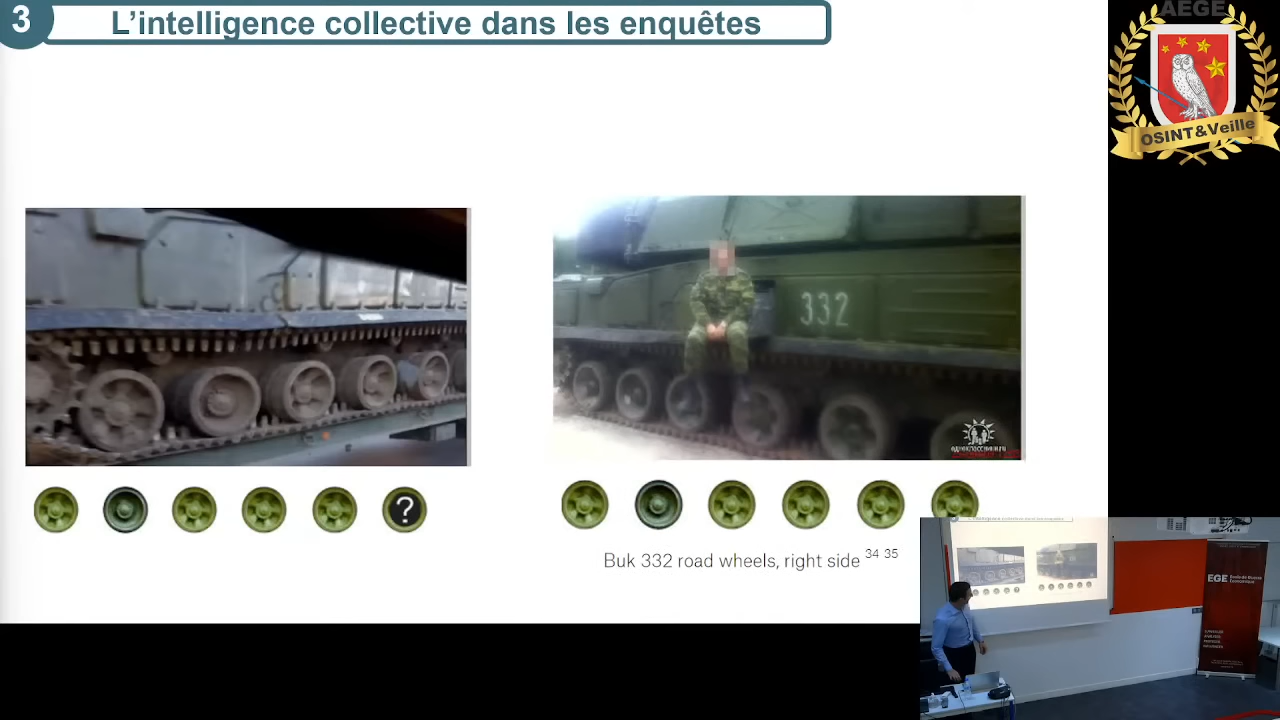 3
L'intelligence collective dans les enquêtes
AEGE
OSINT&Veille
332
?
Buk 332 road wheels, right side 34 35
EGE